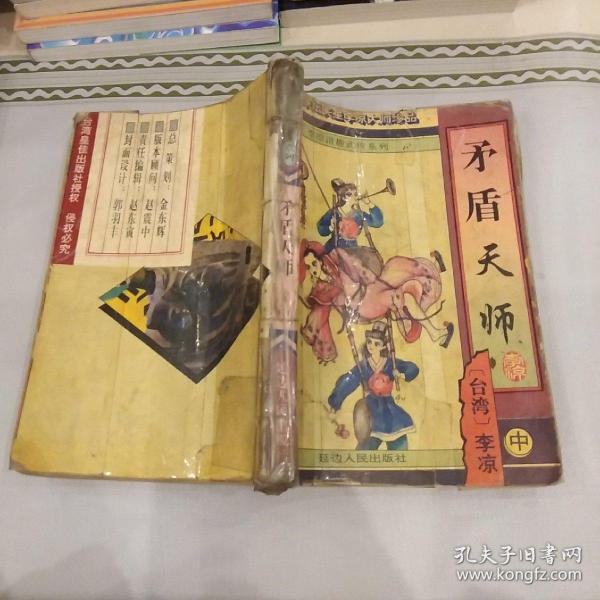 矛盾天师
〔台湾〕李凉
中
延边人民出版社
矛盾天师
总策划：金东辉
版本顾问：赵震中
责任编辑：赵东寅
封面设计：郭羽丰
台湾皇佳出版社授权 侵权必究
孔夫子旧书网
www.kongfz.com